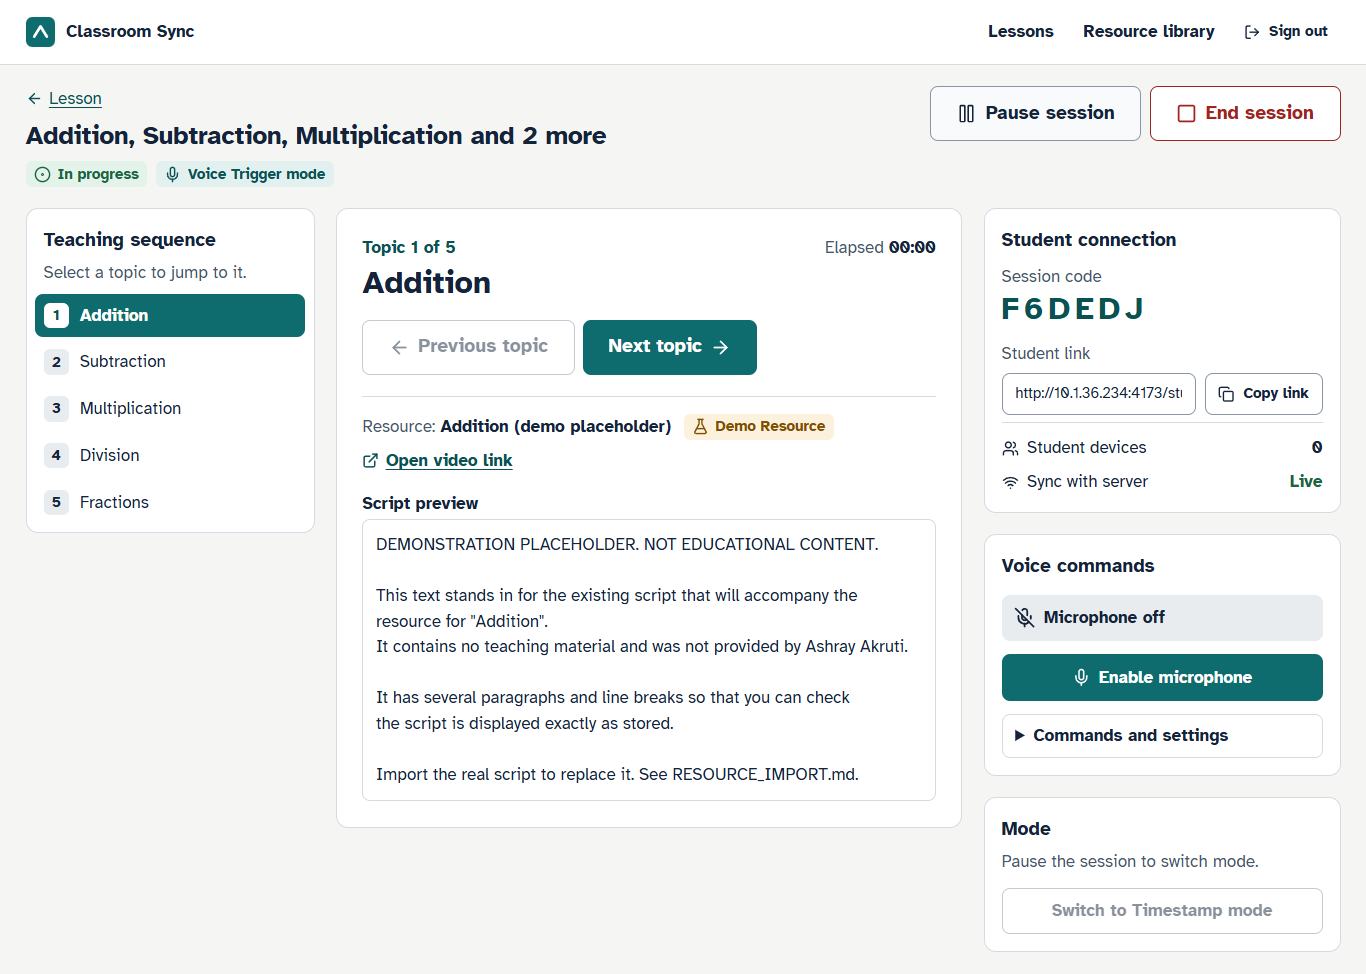 Classroom Sync
Lessons
Resource library
Sign out
Lesson
Addition, Subtraction, Multiplication and 2 more
In progress
Voice Trigger mode
Pause session
End session
Teaching sequence
Select a topic to jump to it.
1 Addition
2 Subtraction
3 Multiplication
4 Division
5 Fractions
Topic 1 of 5
Elapsed 00:00
Addition
Previous topic
Next topic
Resource: Addition (demo placeholder)
Demo Resource
Open video link
Script preview
DEMONSTRATION PLACEHOLDER. NOT EDUCATIONAL CONTENT.
This text stands in for the existing script that will accompany the
resource for "Addition".
It contains no teaching material and was not provided by Ashray Akruti.
It has several paragraphs and line breaks so that you can check
the script is displayed exactly as stored.
Import the real script to replace it. See RESOURCE_IMPORT.md.
Student connection
Session code
F6DEDJ
Student link
http://10.1.36.234:4173/stu
Copy link
Student devices 0
Sync with server Live
Voice commands
Microphone off
Enable microphone
Commands and settings
Mode
Pause the session to switch mode.
Switch to Timestamp mode